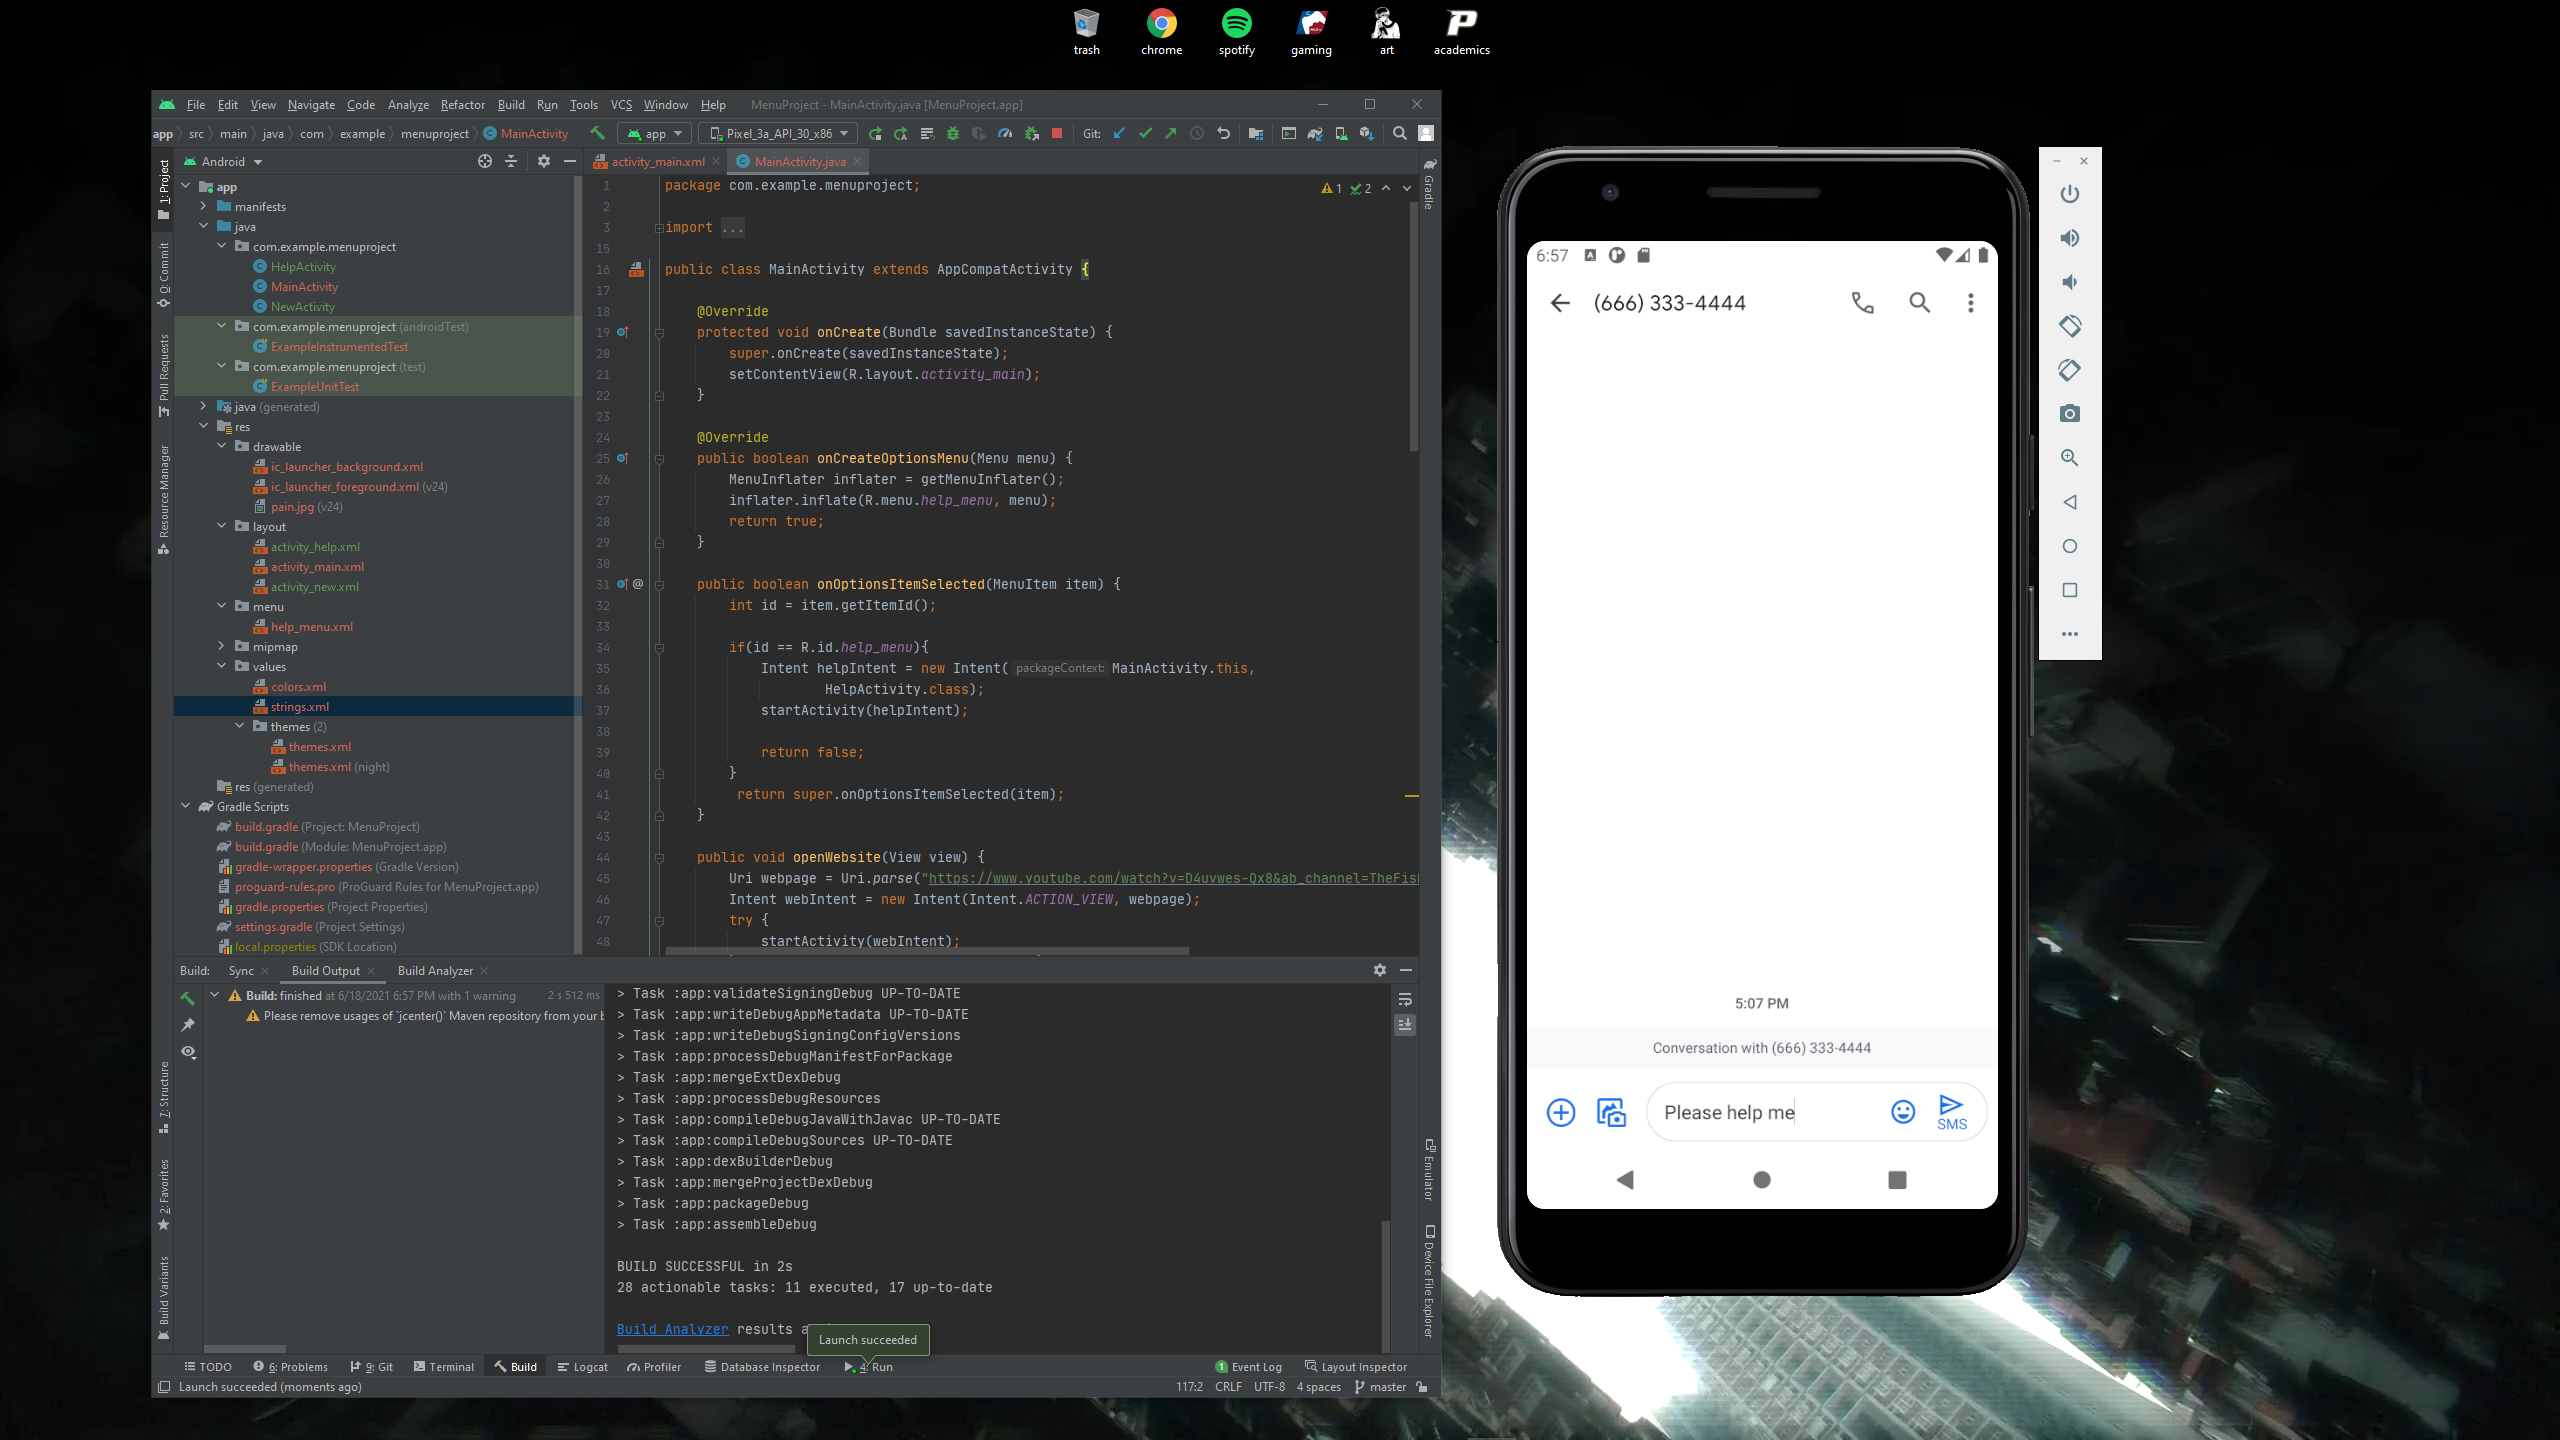 trash
chrome
spotify
gaming
art
academics
File Edit View Navigate Code Analyze Refactor Build Run Tools VCS Window Help MenuProject - MainActivity.java [MenuProject.app]
app src main java com example menuproject MainActivity app Pixel_3a_API_30_x86 Git:
1: Project
0: Commit
Pull Requests
Resource Manager
7: Structure
2: Favorites
Build Variants
Android
app
manifests
java
com.example.menuproject
HelpActivity
MainActivity
NewActivity
com.example.menuproject (androidTest)
ExampleInstrumentedTest
com.example.menuproject (test)
ExampleUnitTest
java (generated)
res
drawable
ic_launcher_background.xml
ic_launcher_foreground.xml (v24)
pain.jpg (v24)
layout
activity_help.xml
activity_main.xml
activity_new.xml
menu
help_menu.xml
mipmap
values
colors.xml
strings.xml
themes (2)
themes.xml
themes.xml (night)
res (generated)
Gradle Scripts
build.gradle (Project: MenuProject)
build.gradle (Module: MenuProject.app)
gradle-wrapper.properties (Gradle Version)
proguard-rules.pro (ProGuard Rules for MenuProject.app)
gradle.properties (Project Properties)
settings.gradle (Project Settings)
local.properties (SDK Location)
activity_main.xml MainActivity.java
1 2
1 package com.example.menuproject;
2
3 import ...
15
16 public class MainActivity extends AppCompatActivity {
17
18 @Override
19 protected void onCreate(Bundle savedInstanceState) {
20 super.onCreate(savedInstanceState);
21 setContentView(R.layout.activity_main);
22 }
23
24 @Override
25 public boolean onCreateOptionsMenu(Menu menu) {
26 MenuInflater inflater = getMenuInflater();
27 inflater.inflate(R.menu.help_menu, menu);
28 return true;
29 }
30
31 @ public boolean onOptionsItemSelected(MenuItem item) {
32 int id = item.getItemId();
33
34 if(id == R.id.help_menu){
35 Intent helpIntent = new Intent( packageContext: MainActivity.this,
36 HelpActivity.class);
37 startActivity(helpIntent);
38
39 return false;
40 }
41 return super.onOptionsItemSelected(item);
42 }
43
44 public void openWebsite(View view) {
45 Uri webpage = Uri.parse("https://www.youtube.com/watch?v=D4uvwes-Qx8&ab_channel=TheFis
46 Intent webIntent = new Intent(Intent.ACTION_VIEW, webpage);
47 try {
48 startActivity(webIntent);
Gradle
Emulator
Device File Explorer
Build: Sync Build Output Build Analyzer
Build: finished at 6/18/2021 6:57 PM with 1 warning 2 s 512 ms
Please remove usages of `jcenter()` Maven repository from your b
> Task :app:validateSigningDebug UP-TO-DATE
> Task :app:writeDebugAppMetadata UP-TO-DATE
> Task :app:writeDebugSigningConfigVersions
> Task :app:processDebugManifestForPackage
> Task :app:mergeExtDexDebug
> Task :app:processDebugResources
> Task :app:compileDebugJavaWithJavac UP-TO-DATE
> Task :app:compileDebugSources UP-TO-DATE
> Task :app:dexBuilderDebug
> Task :app:mergeProjectDexDebug
> Task :app:packageDebug
> Task :app:assembleDebug
BUILD SUCCESSFUL in 2s
28 actionable tasks: 11 executed, 17 up-to-date
Build Analyzer results a
Launch succeeded
TODO 6: Problems 9: Git Terminal Build Logcat Profiler Database Inspector 4: Run 1 Event Log Layout Inspector
Launch succeeded (moments ago) 117:2 CRLF UTF-8 4 spaces master
6:57
(666) 333-4444
5:07 PM
Conversation with (666) 333-4444
Please help me
SMS